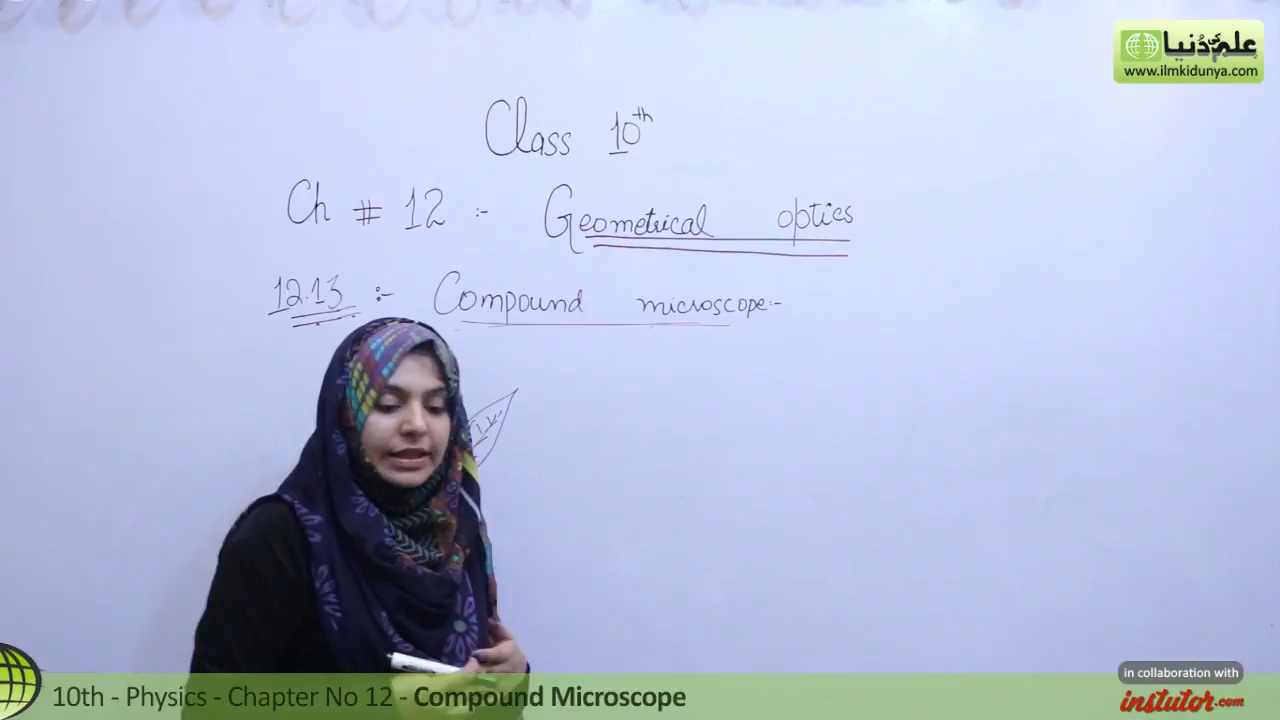 علم کی دُنیا
www.ilmkidunya.com
Class 10th
Ch # 12 :- Geometrical optics
12.13 :- Compound microscope:-
in collaboration with
instutor.com
10th - Physics - Chapter No 12 - Compound Microscope